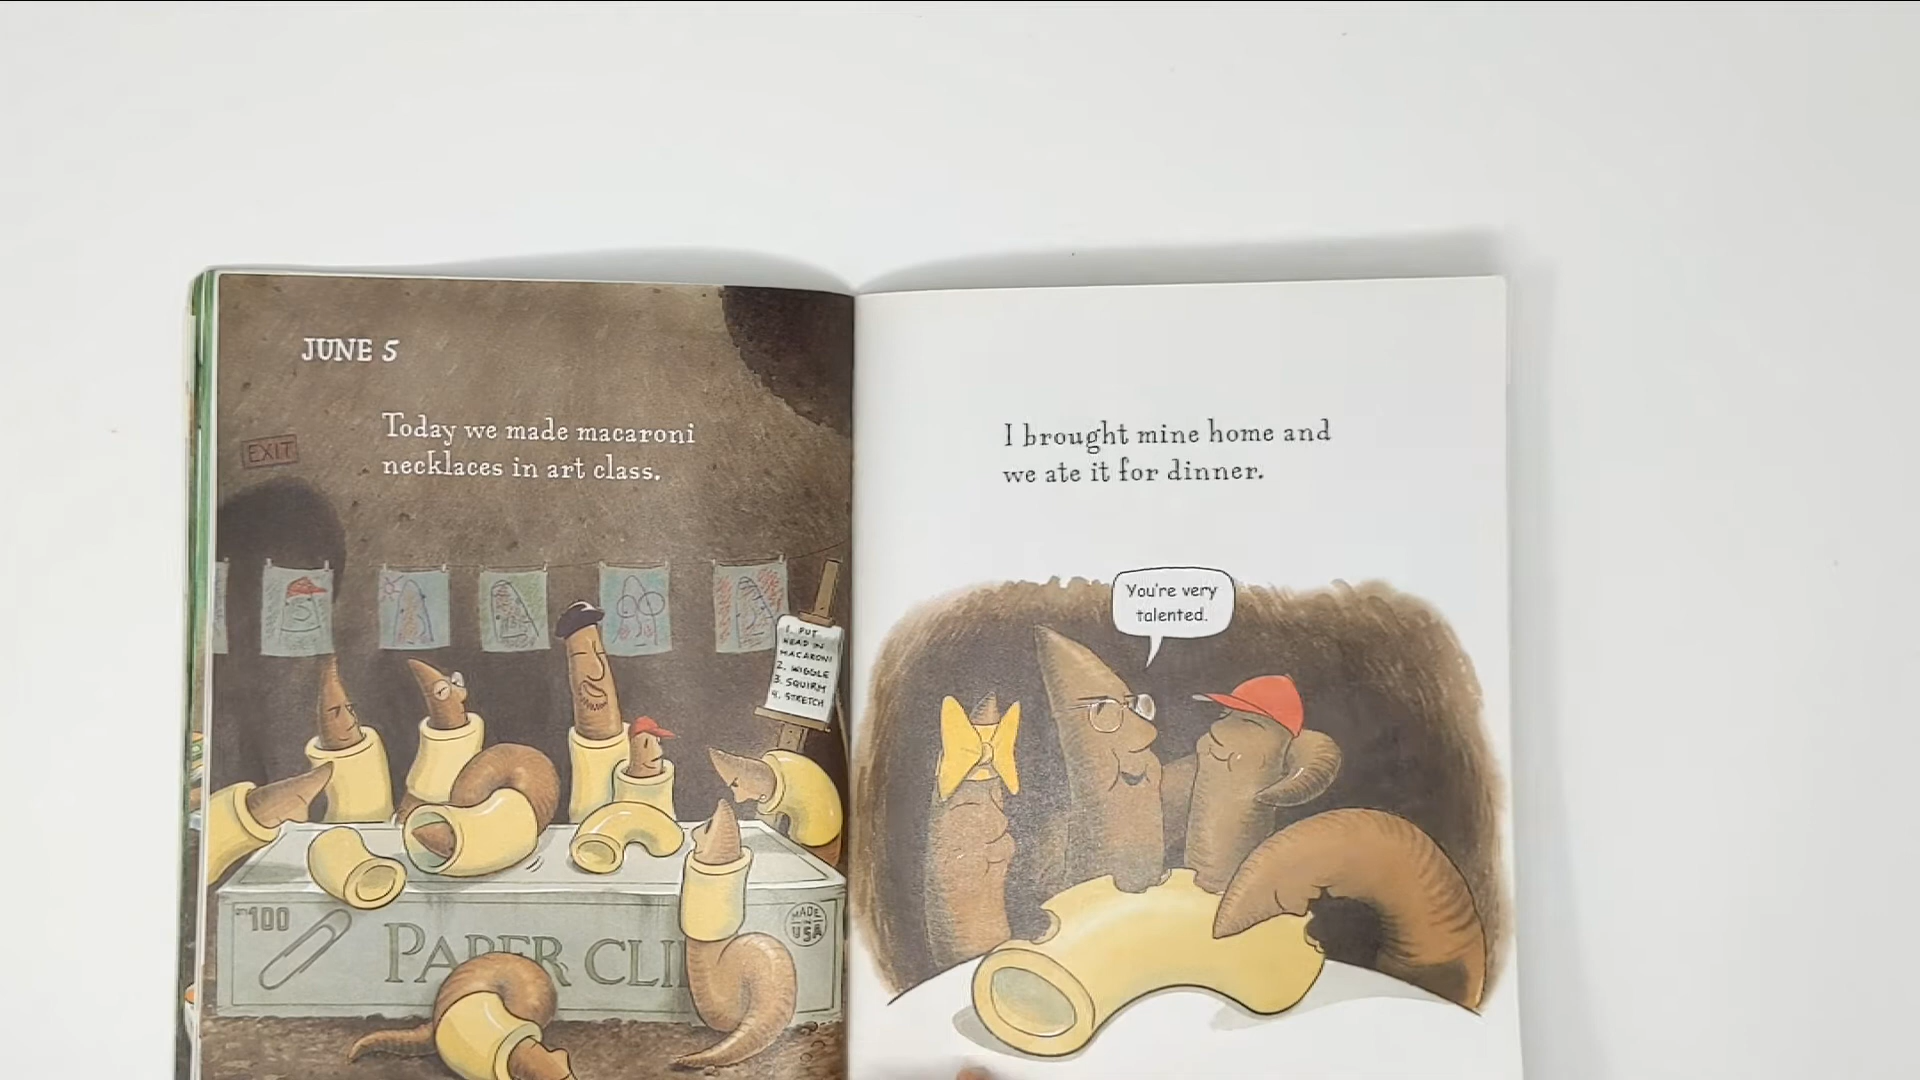 JUNE 5
Today we made macaroni
necklaces in art class.
EXIT
1. PUT
HEAD IN
MACARONI
2. WIGGLE
3. SQUIRM
4. STRETCH
100
PAPER CLI
MADE
IN
USA
I brought mine home and
we ate it for dinner.
You're very
talented.